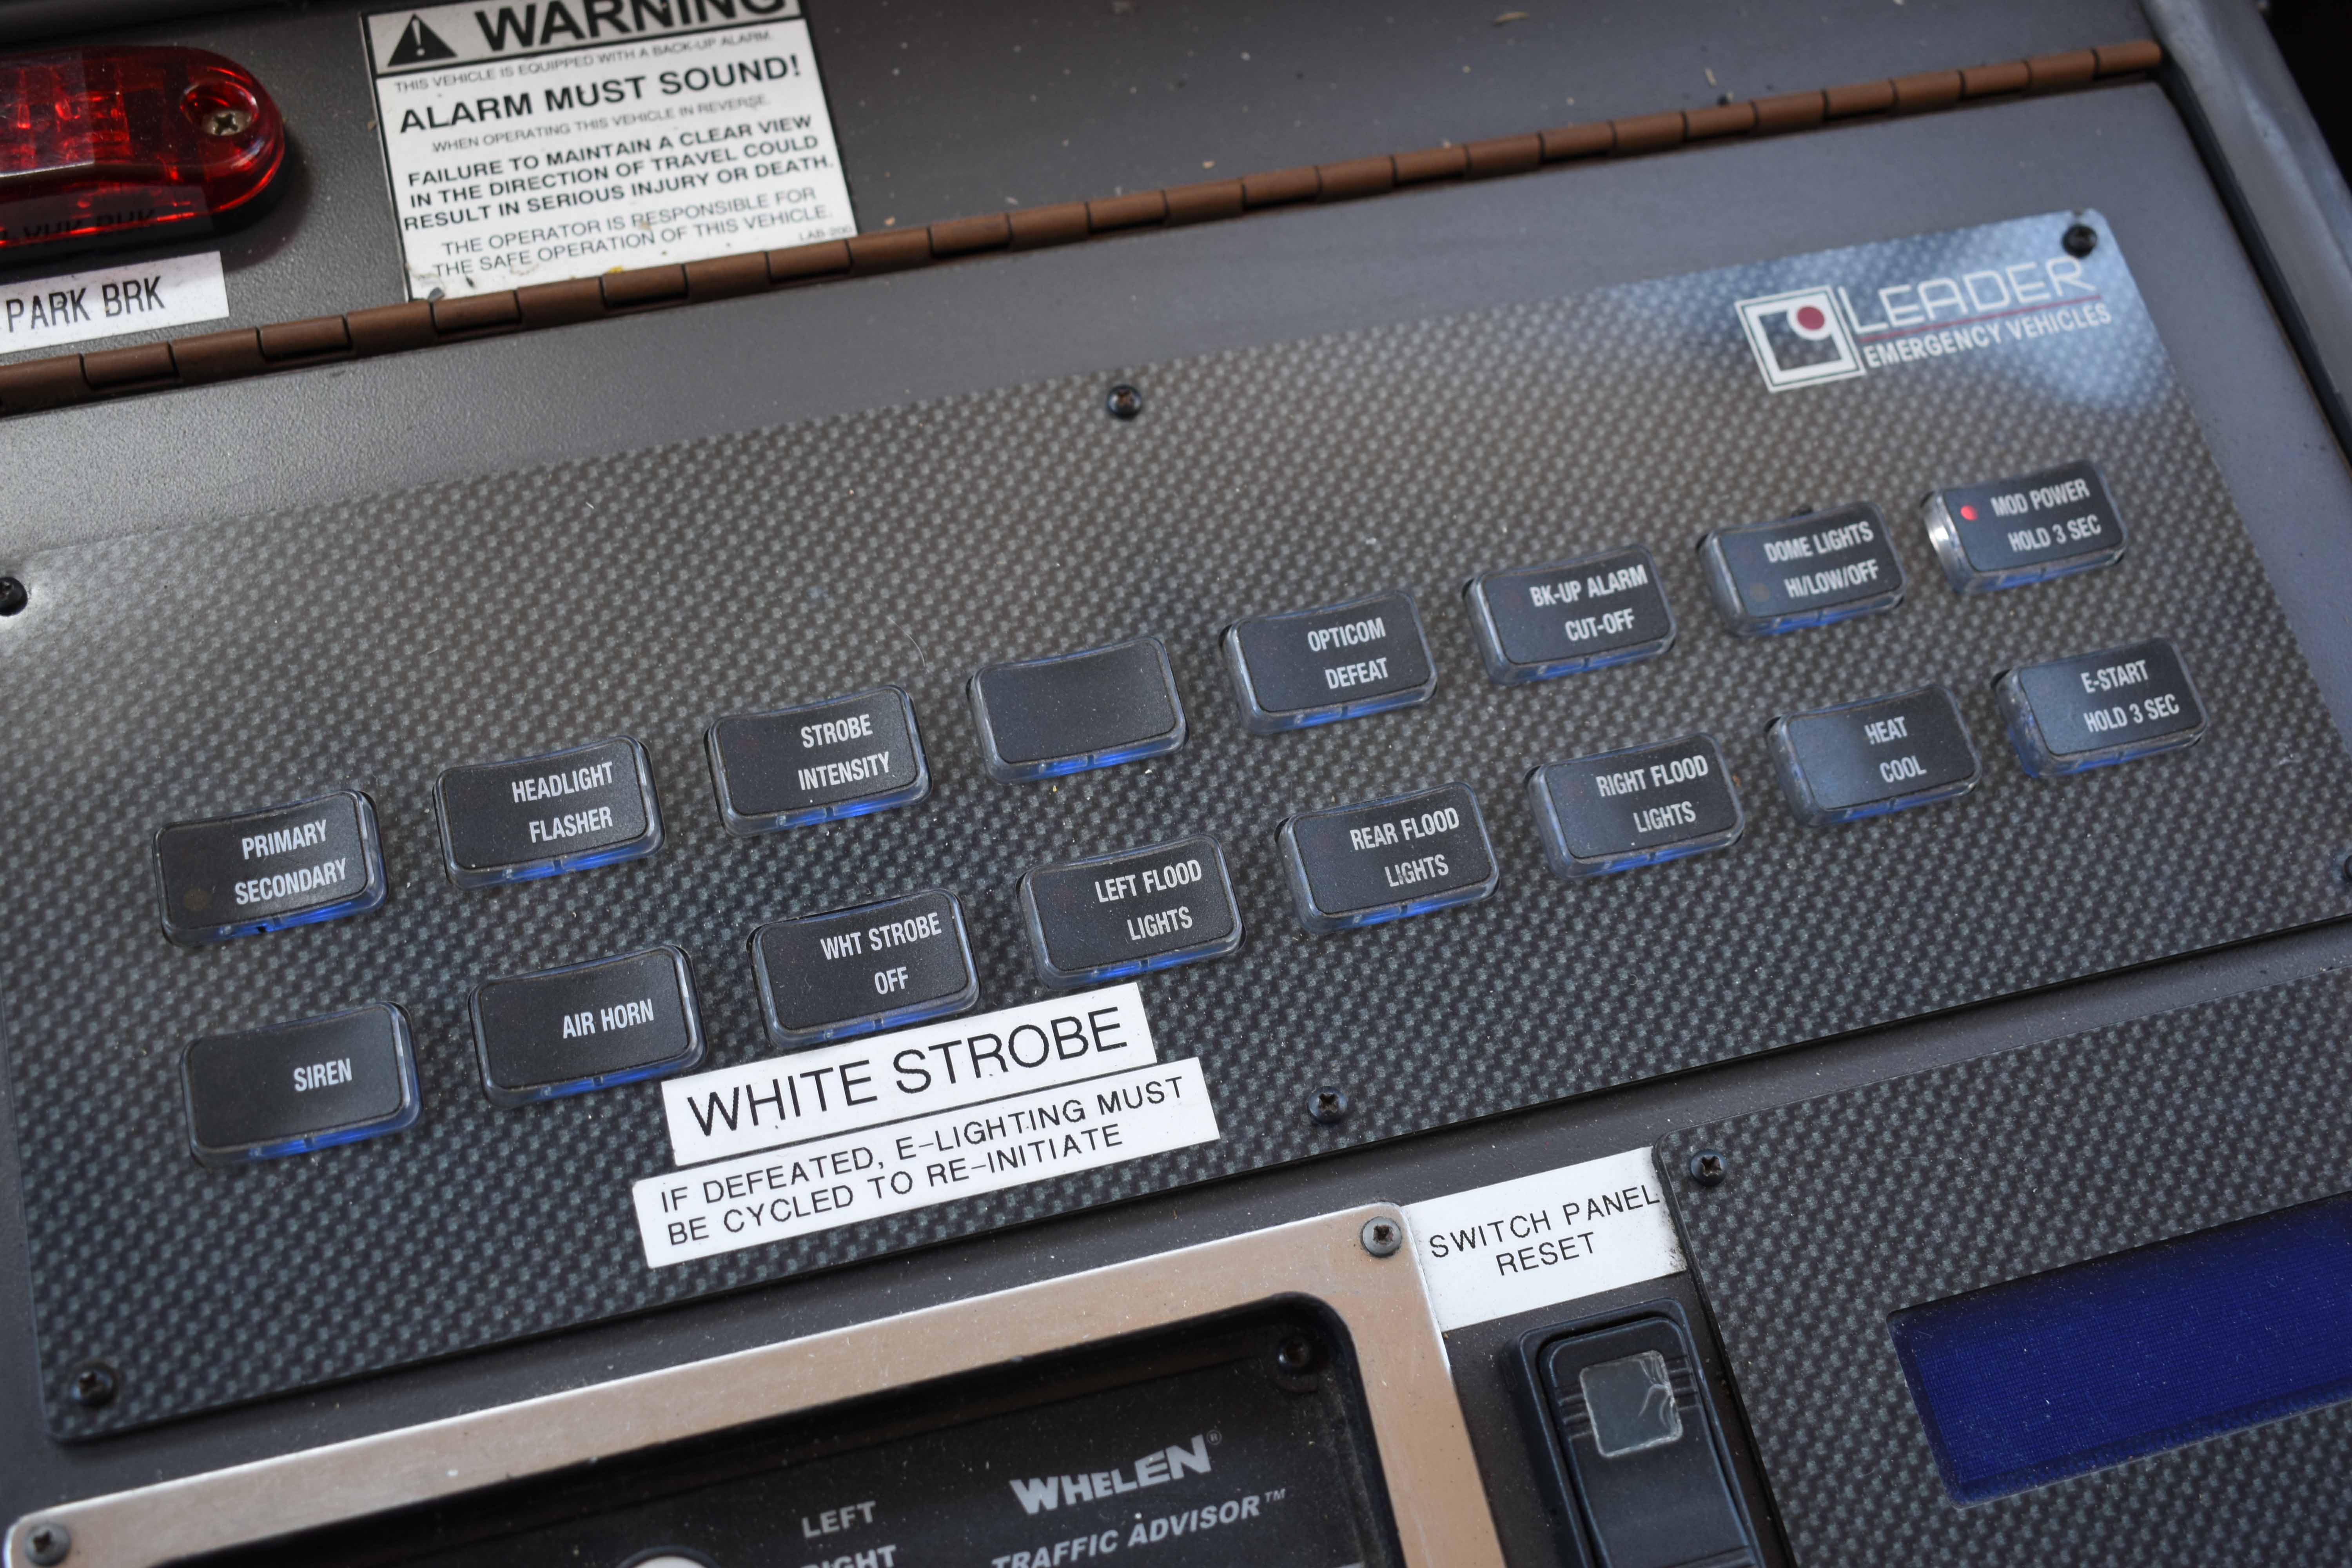 WARNING
THIS VEHICLE IS EQUIPPED WITH A BACK-UP ALARM.
ALARM MUST SOUND!
WHEN OPERATING THIS VEHICLE IN REVERSE.
FAILURE TO MAINTAIN A CLEAR VIEW
IN THE DIRECTION OF TRAVEL COULD
RESULT IN SERIOUS INJURY OR DEATH.
THE OPERATOR IS RESPONSIBLE FOR
THE SAFE OPERATION OF THIS VEHICLE.
LAB-200
PARK BRK
LEADER
EMERGENCY VEHICLES
PRIMARY
SECONDARY
HEADLIGHT
FLASHER
STROBE
INTENSITY
OPTICOM
DEFEAT
BK-UP ALARM
CUT-OFF
DOME LIGHTS
HI/LOW/OFF
MOD POWER
HOLD 3 SEC
SIREN
AIR HORN
WHT STROBE
OFF
LEFT FLOOD
LIGHTS
REAR FLOOD
LIGHTS
RIGHT FLOOD
LIGHTS
HEAT
COOL
E-START
HOLD 3 SEC
WHITE STROBE
IF DEFEATED, E-LIGHTING MUST
BE CYCLED TO RE-INITIATE
SWITCH PANEL
RESET
WHELEN®
TRAFFIC ADVISOR™
LEFT
RIGHT